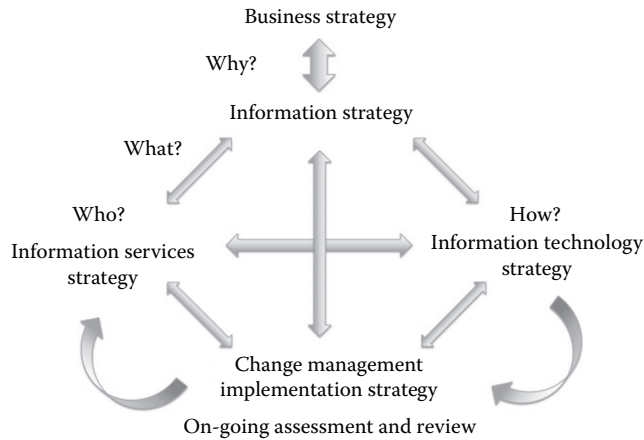 Business strategy
Why?
Information strategy
What?
Who?
How?
Information services
strategy
Information technology
strategy
Change management
implementation strategy
On-going assessment and review